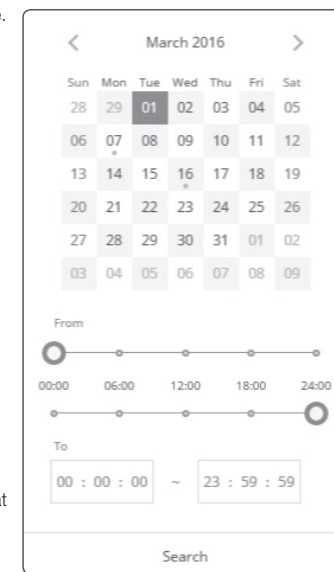 .
March 2016
Sun Mon Tue Wed Thu Fri Sat
28 29 01 02 03 04 05
06 07 08 09 10 11 12
13 14 15 16 17 18 19
20 21 22 23 24 25 26
27 28 29 30 31 01 02
03 04 05 06 07 08 09
From
00:00 06:00 12:00 18:00 24:00
To
00 : 00 : 00 ~ 23 : 59 : 59
Search